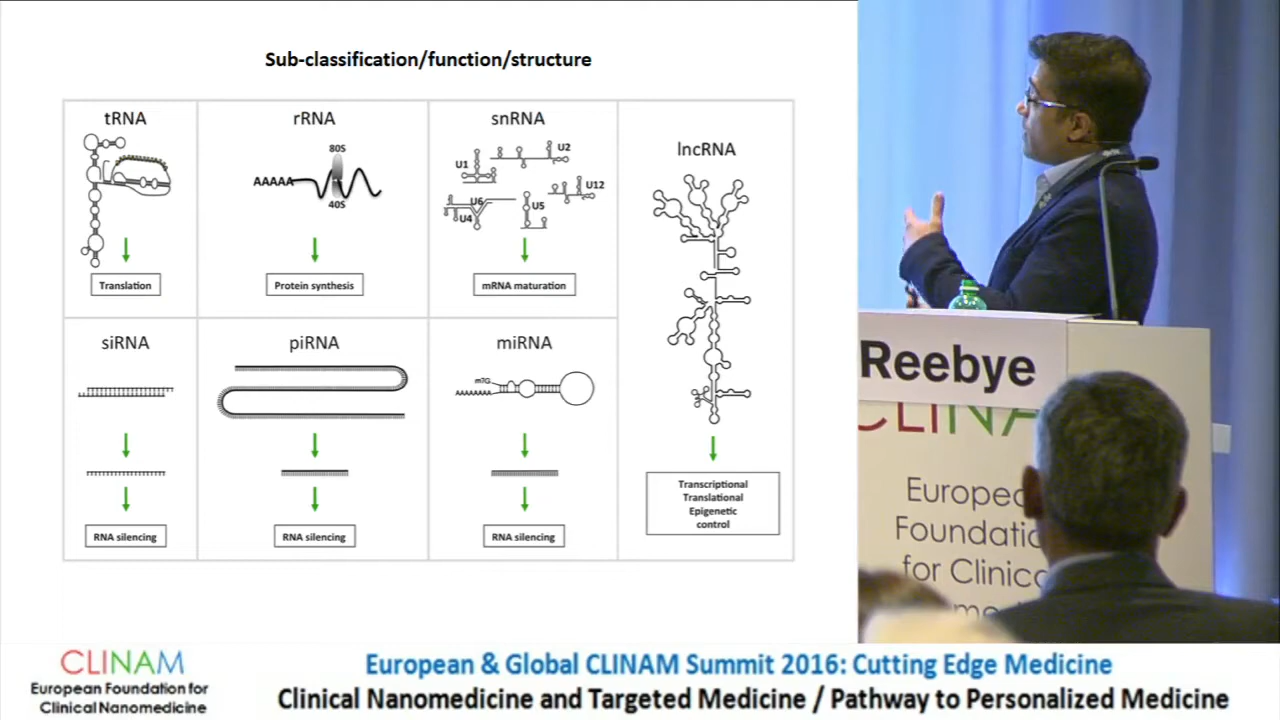 Sub-classification/function/structure
tRNA
Translation
rRNA
80S
AAAAA
40S
Protein synthesis
snRNA
U1
U2
U12
U6
U5
U4
mRNA maturation
lncRNA
Transcriptional
Translational
Epigenetic
control
siRNA
RNA silencing
piRNA
RNA silencing
miRNA
m7G
AAAAAAAA
RNA silencing
Reebye
CLINAM
Foundation
for Clinical
CLINAM
European Foundation for
Clinical Nanomedicine
European & Global CLINAM Summit 2016: Cutting Edge Medicine
Clinical Nanomedicine and Targeted Medicine / Pathway to Personalized Medicine